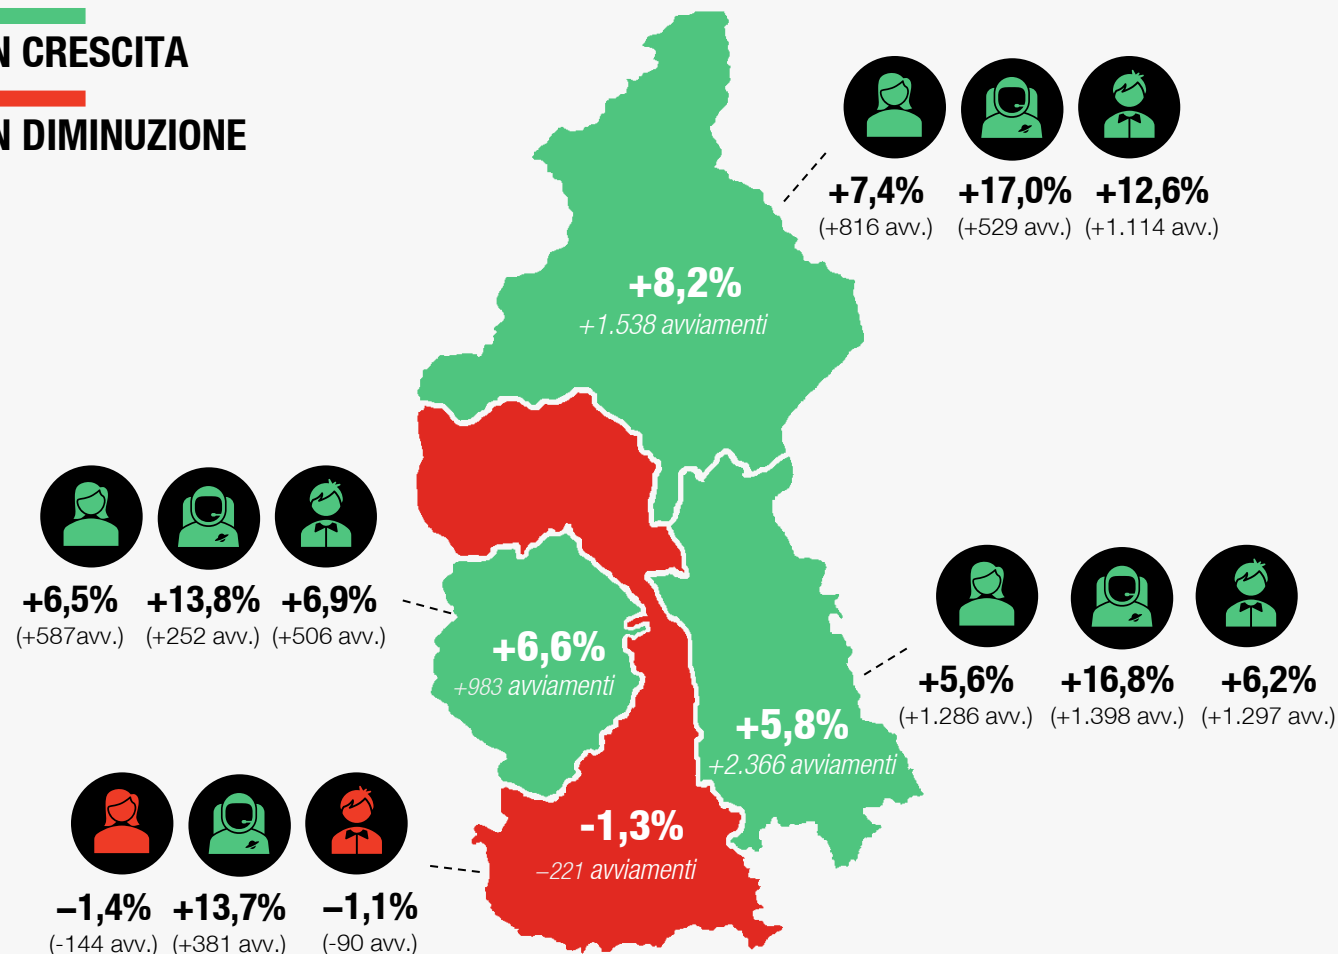 N CRESCITA
N DIMINUZIONE
+7,4% +17,0% +12,6%
(+816 avv.) (+529 avv.) (+1.114 avv.)
+8,2%
+1.538 avviamenti
+6,5% +13,8% +6,9%
(+587avv.) (+252 avv.) (+506 avv.)
+6,6%
+983 avviamenti
+5,6% +16,8% +6,2%
(+1.286 avv.) (+1.398 avv.) (+1.297 avv.)
+5,8%
+2.366 avviamenti
-1,3%
–221 avviamenti
–1,4% +13,7% –1,1%
(-144 avv.) (+381 avv.) (-90 avv.)